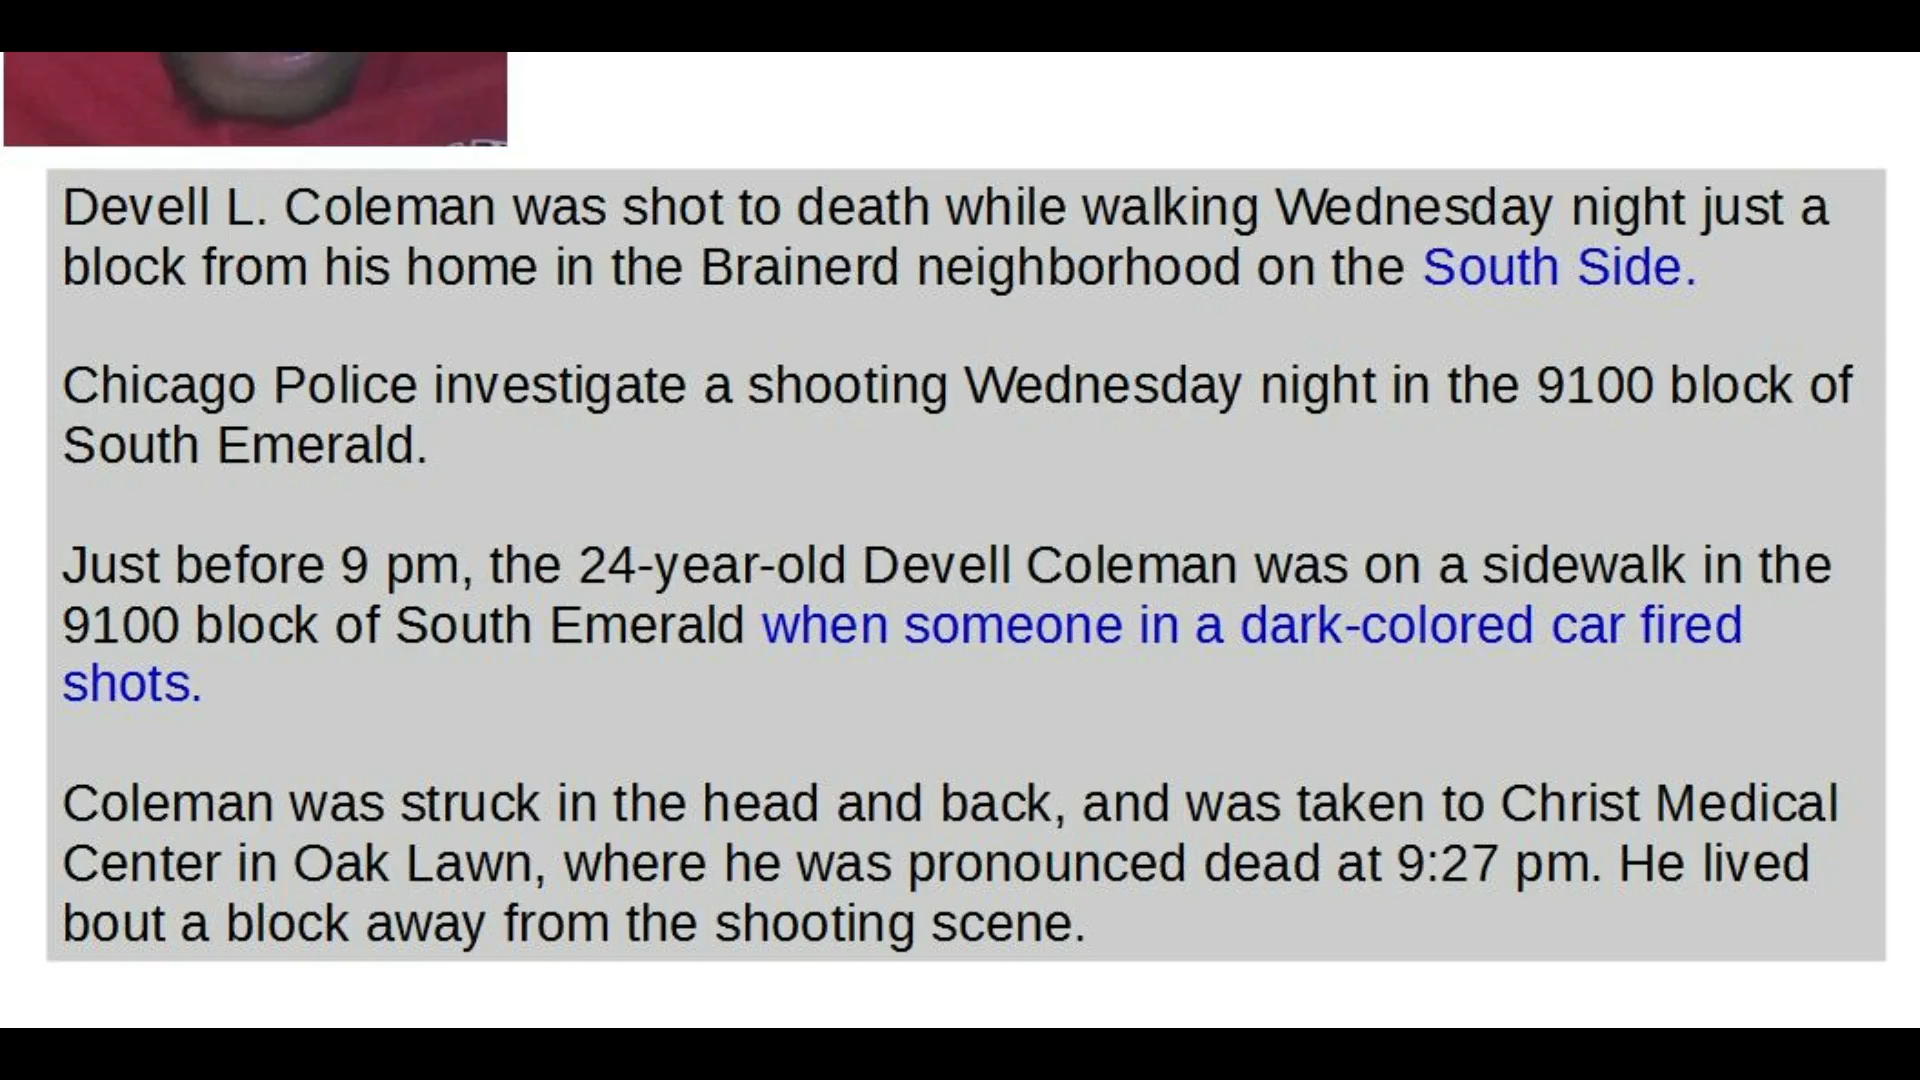 Devell L. Coleman was shot to death while walking Wednesday night just a
block from his home in the Brainerd neighborhood on the South Side.
Chicago Police investigate a shooting Wednesday night in the 9100 block of
South Emerald.
Just before 9 pm, the 24-year-old Devell Coleman was on a sidewalk in the
9100 block of South Emerald when someone in a dark-colored car fired
shots.
Coleman was struck in the head and back, and was taken to Christ Medical
Center in Oak Lawn, where he was pronounced dead at 9:27 pm. He lived
bout a block away from the shooting scene.